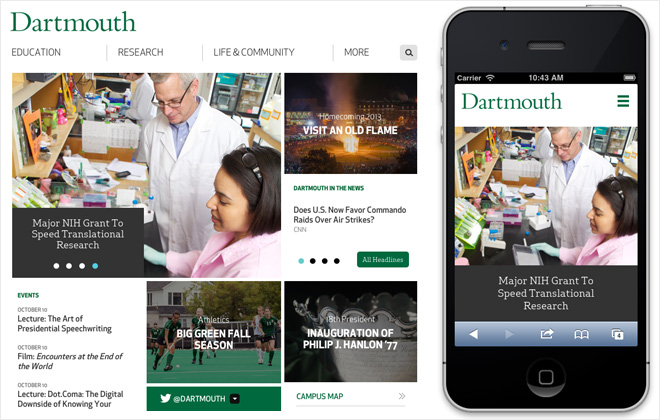 Dartmouth
EDUCATION
RESEARCH
LIFE & COMMUNITY
MORE
Major NIH Grant To
Speed Translational
Research
Homecoming 2013
VISIT AN OLD FLAME
DARTMOUTH IN THE NEWS
Does U.S. Now Favor Commando
Raids Over Air Strikes?
CNN
All Headlines
EVENTS
OCTOBER 10
Lecture: The Art of
Presidential Speechwriting
OCTOBER 10
Film: Encounters at the End of
the World
OCTOBER 10
Lecture: Dot.Coma: The Digital
Downside of Knowing Your
Athletics
BIG GREEN FALL
SEASON
@DARTMOUTH
18th President
INAUGURATION OF
PHILIP J. HANLON '77
CAMPUS MAP
Carrier
10:43 AM
Dartmouth
Major NIH Grant To
Speed Translational
Research
4